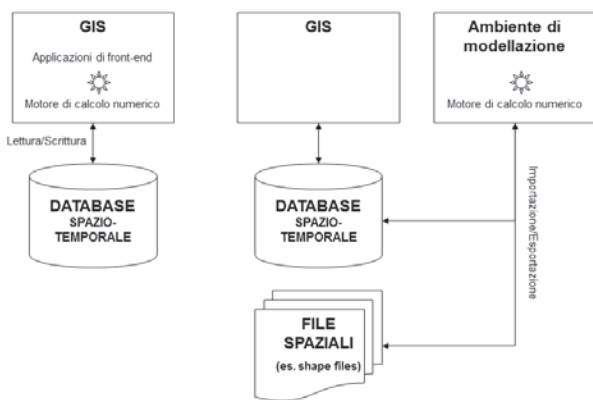 GIS
Applicazioni di front-end
Motore di calcolo numerico
Lettura/Scrittura
DATABASE
SPAZIO-
TEMPORALE
GIS
DATABASE
SPAZIO-
TEMPORALE
FILE
SPAZIALI
(es. shape files)
Ambiente di
modellazione
Motore di calcolo numerico
Importazione/Esportazione